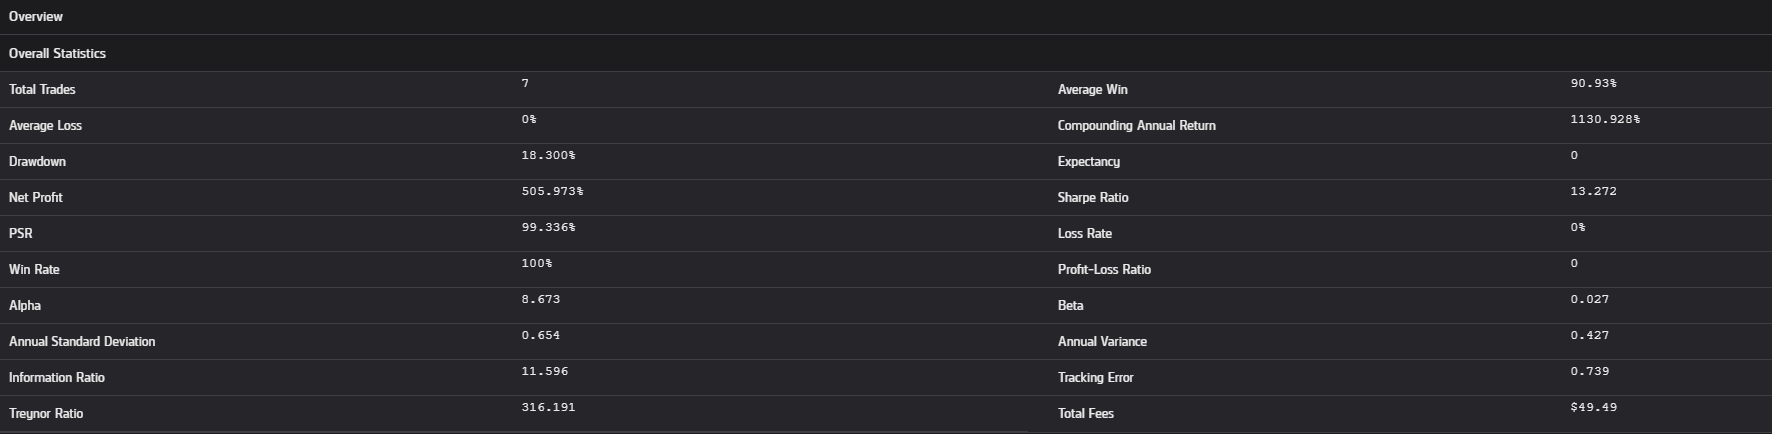 Overview
Overall Statistics
Total Trades 7 Average Win 90.93%
Average Loss 0% Compounding Annual Return 1130.928%
Drawdown 18.300% Expectancy 0
Net Profit 505.973% Sharpe Ratio 13.272
PSR 99.336% Loss Rate 0%
Win Rate 100% Profit-Loss Ratio 0
Alpha 8.673 Beta 0.027
Annual Standard Deviation 0.654 Annual Variance 0.427
Information Ratio 11.596 Tracking Error 0.739
Treynor Ratio 316.191 Total Fees $49.49